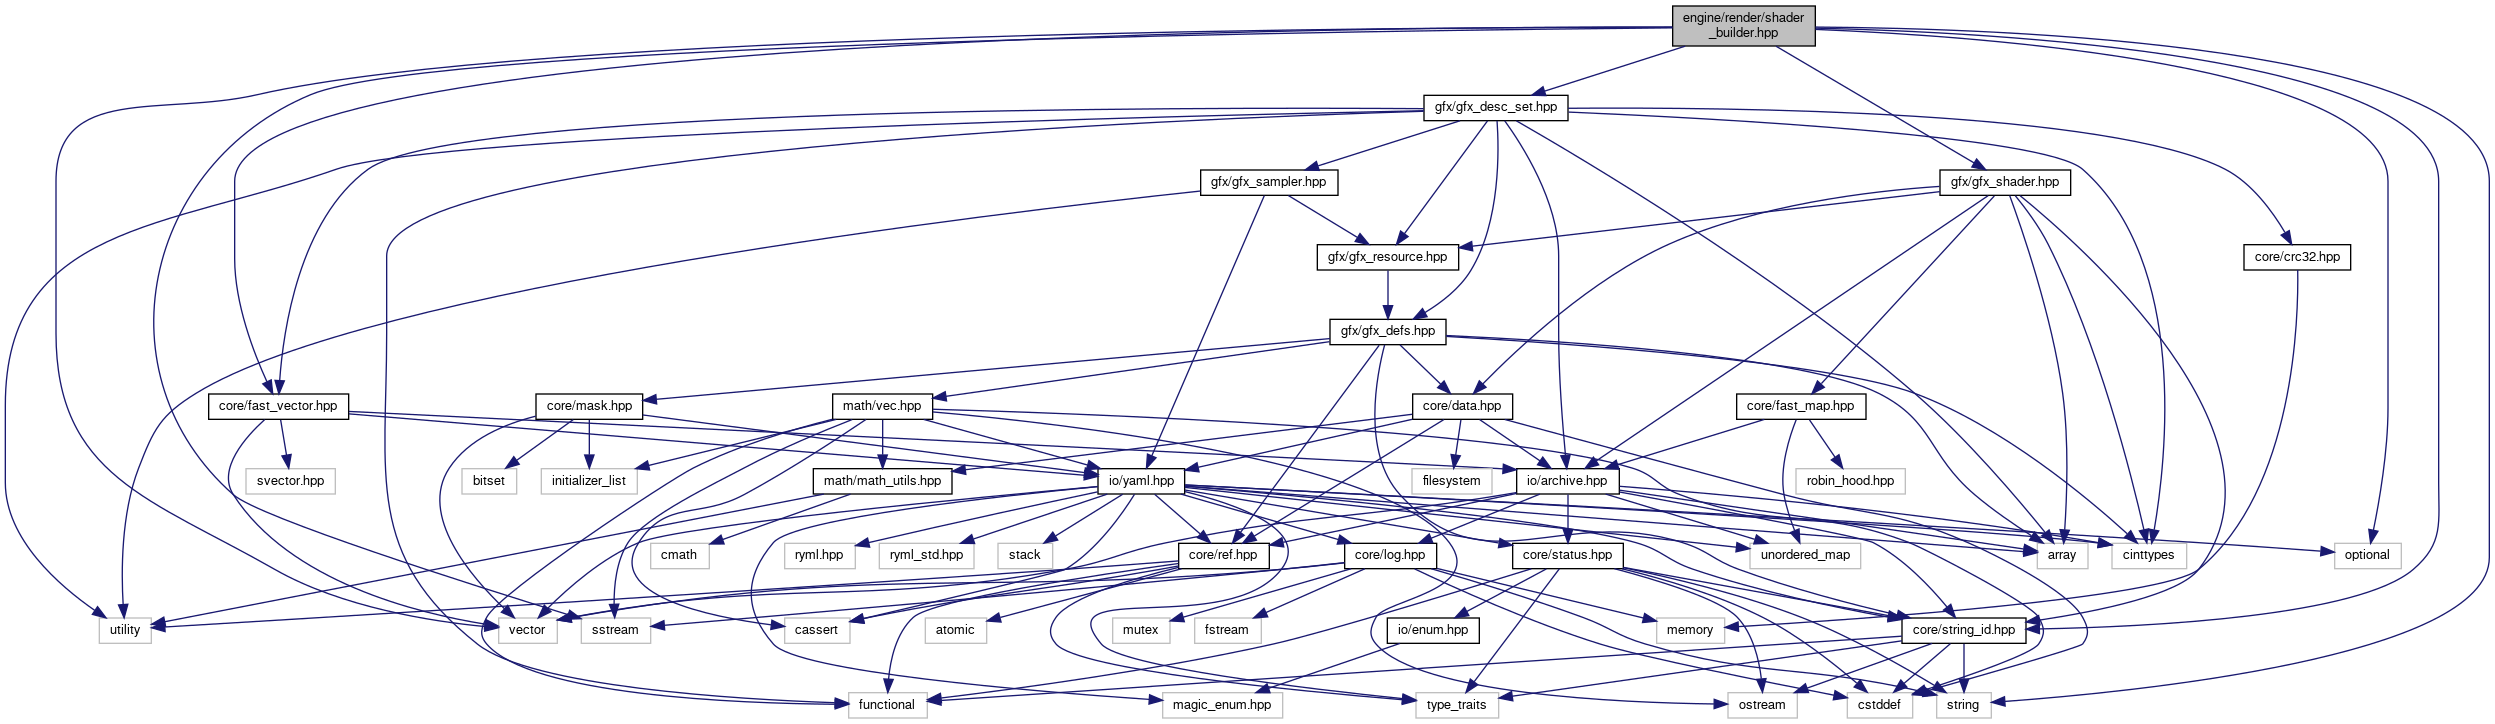 engine/render/shader
_builder.hpp
gfx/gfx_desc_set.hpp
gfx/gfx_sampler.hpp
gfx/gfx_shader.hpp
gfx/gfx_resource.hpp
core/crc32.hpp
gfx/gfx_defs.hpp
core/fast_vector.hpp
core/mask.hpp
math/vec.hpp
core/data.hpp
core/fast_map.hpp
svector.hpp
bitset
initializer_list
math/math_utils.hpp
io/yaml.hpp
filesystem
io/archive.hpp
robin_hood.hpp
cmath
ryml.hpp
ryml_std.hpp
stack
core/ref.hpp
core/log.hpp
core/status.hpp
unordered_map
array
cinttypes
optional
utility
vector
sstream
cassert
atomic
mutex
fstream
io/enum.hpp
memory
core/string_id.hpp
functional
magic_enum.hpp
type_traits
ostream
cstddef
string